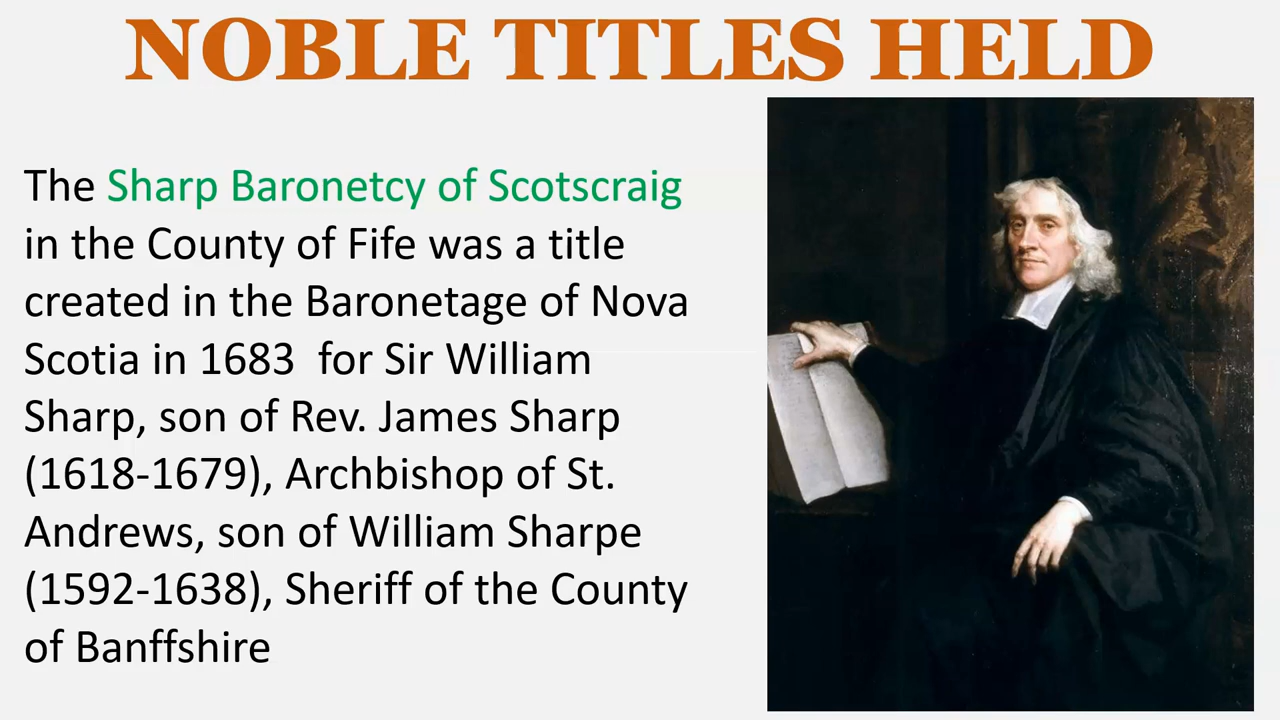 NOBLE TITLES HELD
The Sharp Baronetcy of Scotscraig
in the County of Fife was a title
created in the Baronetage of Nova
Scotia in 1683  for Sir William
Sharp, son of Rev. James Sharp
(1618-1679), Archbishop of St.
Andrews, son of William Sharpe
(1592-1638), Sheriff of the County
of Banffshire